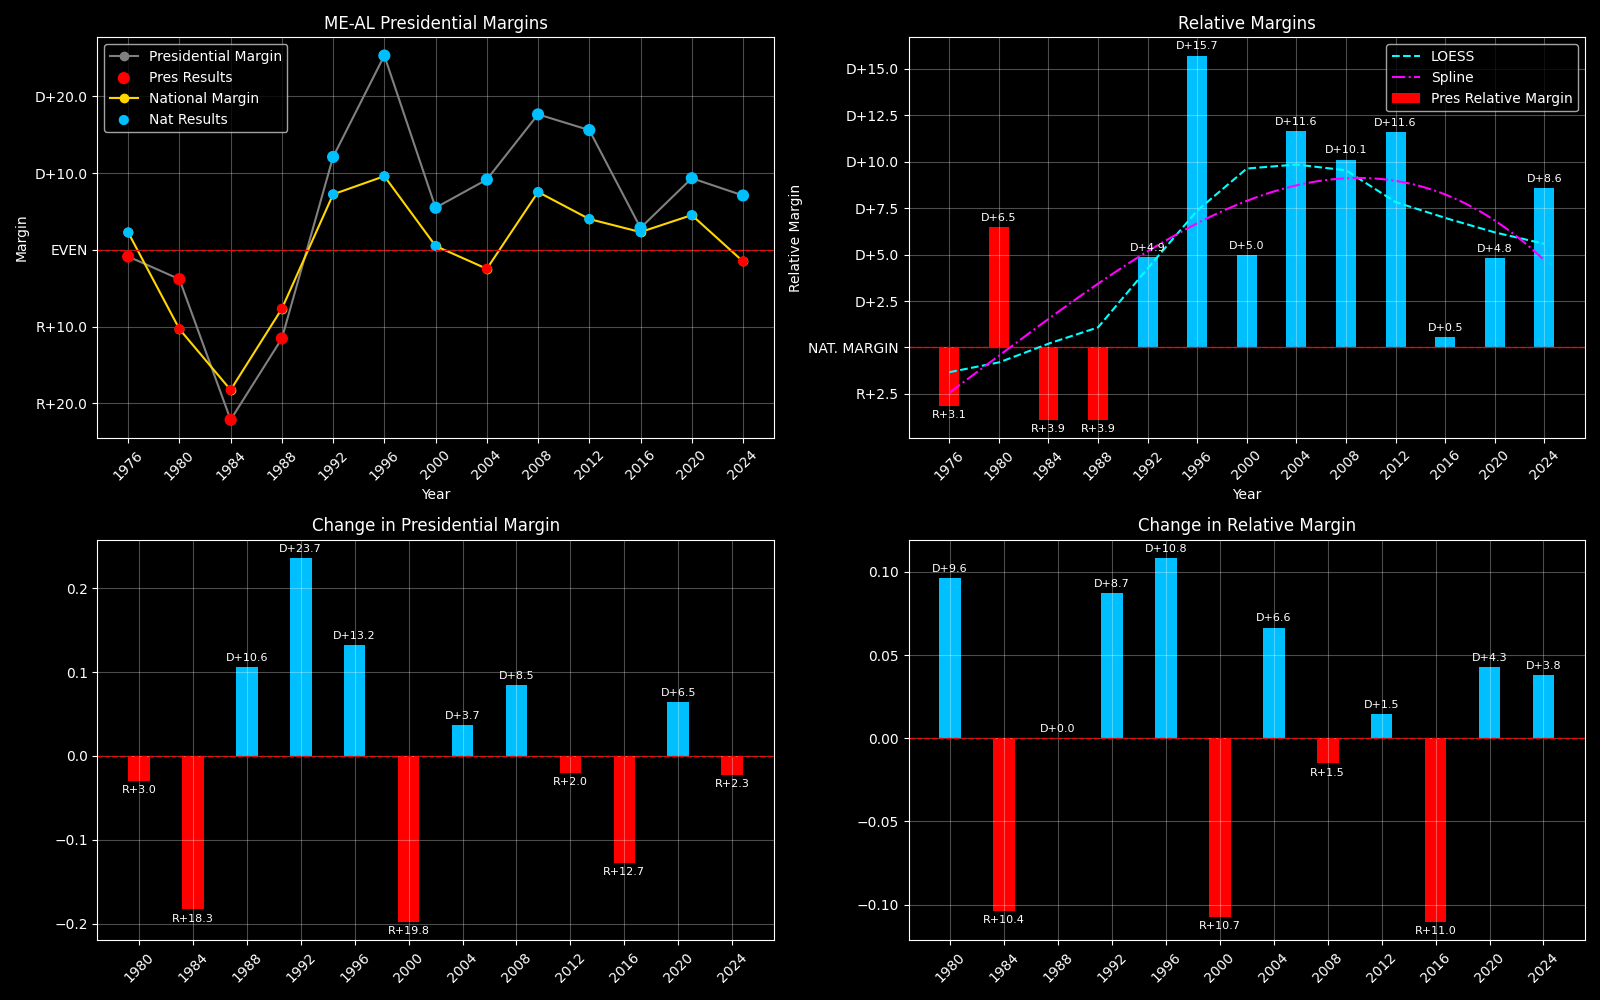 ME-AL Presidential Margins
Presidential Margin
Pres Results
National Margin
Nat Results
Margin
D+20.0
D+10.0
EVEN
R+10.0
R+20.0
1976 1980 1984 1988 1992 1996 2000 2004 2008 2012 2016 2020 2024
Year
Relative Margins
LOESS
Spline
Pres Relative Margin
Relative Margin
D+15.0
D+12.5
D+10.0
D+7.5
D+5.0
D+2.5
NAT. MARGIN
R+2.5
R+3.1
D+6.5
R+3.9
R+3.9
D+4.9
D+15.7
D+5.0
D+11.6
D+10.1
D+11.6
D+0.5
D+4.8
D+8.6
1976 1980 1984 1988 1992 1996 2000 2004 2008 2012 2016 2020 2024
Year
Change in Presidential Margin
0.2
0.1
0.0
−0.1
−0.2
R+3.0
R+18.3
D+10.6
D+23.7
D+13.2
R+19.8
D+3.7
D+8.5
R+2.0
R+12.7
D+6.5
R+2.3
1980 1984 1988 1992 1996 2000 2004 2008 2012 2016 2020 2024
Change in Relative Margin
0.10
0.05
0.00
−0.05
−0.10
D+9.6
R+10.4
D+0.0
D+8.7
D+10.8
R+10.7
D+6.6
R+1.5
D+1.5
R+11.0
D+4.3
D+3.8
1980 1984 1988 1992 1996 2000 2004 2008 2012 2016 2020 2024